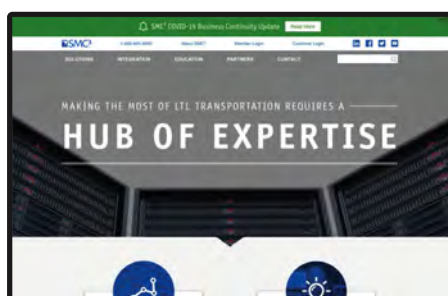 SMC³ COVID-19 Business Continuity Update Read More
SMC³ About SMC³ Member Login Customer Login
SOLUTIONS INTEGRATION EDUCATION PARTNERS CONTACT
MAKING THE MOST OF LTL TRANSPORTATION REQUIRES A
HUB OF EXPERTISE